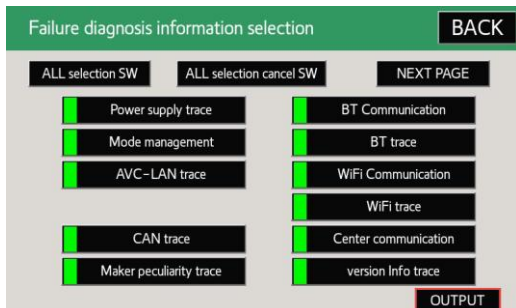 Failure diagnosis information selection BACK
ALL selection SW ALL selection cancel SW NEXT PAGE
Power supply trace BT Communication
Mode management BT trace
AVC-LAN trace WiFi Communication
WiFi trace
CAN trace Center communication
Maker peculiarity trace version Info trace
OUTPUT